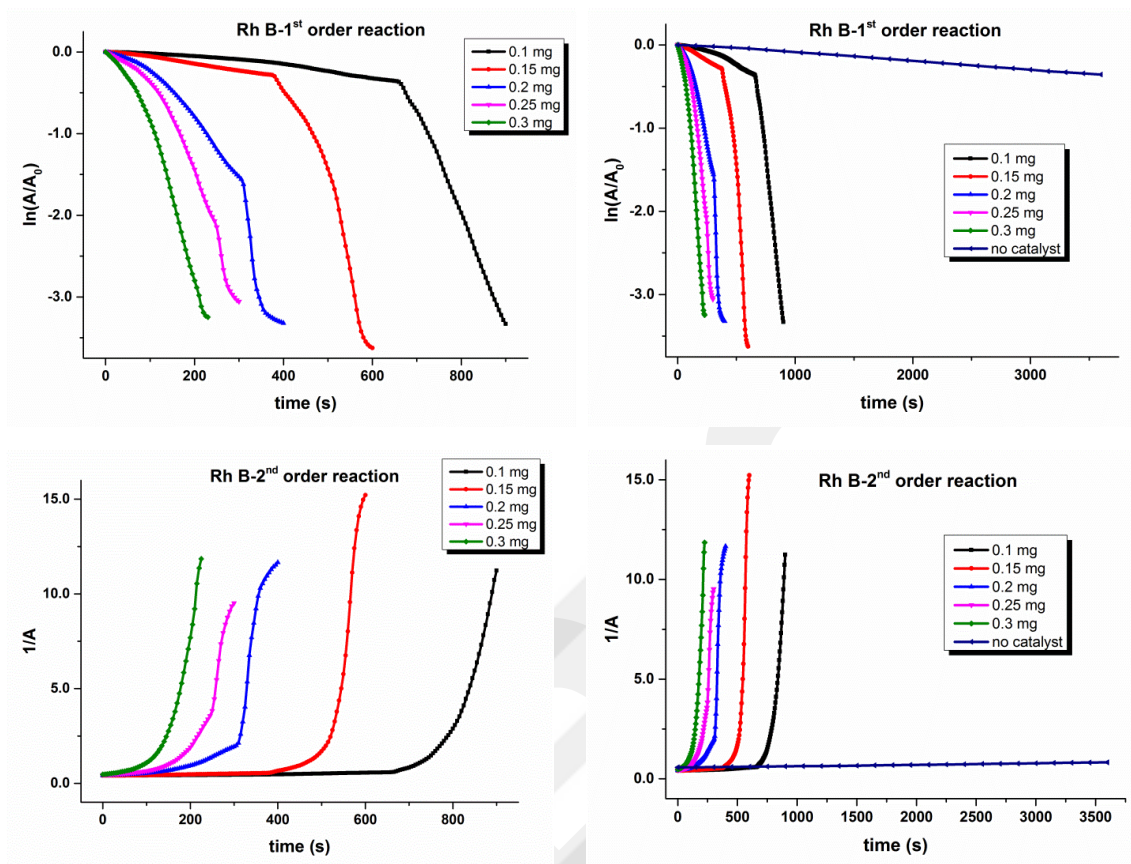 Rh B-1st order reaction
0.1 mg
0.15 mg
0.2 mg
0.25 mg
0.3 mg
ln(A/A0)
0.0
-1.0
-2.0
-3.0
0
200
400
600
800
time (s)
Rh B-1st order reaction
0.1 mg
0.15 mg
0.2 mg
0.25 mg
0.3 mg
no catalyst
ln(A/A0)
0.0
-1.0
-2.0
-3.0
0
1000
2000
3000
time (s)
Rh B-2nd order reaction
0.1 mg
0.15 mg
0.2 mg
0.25 mg
0.3 mg
1/A
15.0
10.0
5.0
0.0
0
200
400
600
800
time (s)
Rh B-2nd order reaction
0.1 mg
0.15 mg
0.2 mg
0.25 mg
0.3 mg
no catalyst
1/A
15.0
10.0
5.0
0.0
0
500
1000
1500
2000
2500
3000
3500
time (s)